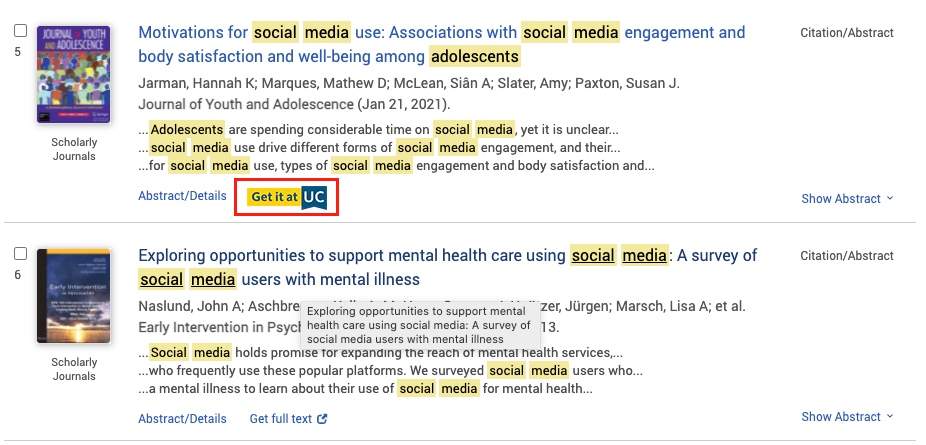 5
JOURNAL OF YOUTH
AND ADOLESCENCE
Scholarly
Journals
Motivations for social media use: Associations with social media engagement and
body satisfaction and well-being among adolescents
Jarman, Hannah K; Marques, Mathew D; McLean, Siân A; Slater, Amy; Paxton, Susan J.
Journal of Youth and Adolescence (Jan 21, 2021).
...Adolescents are spending considerable time on social media, yet it is unclear...
...social media use drive different forms of social media engagement, and their...
...for social media use, types of social media engagement and body satisfaction and...
Abstract/Details Get it at UC
Citation/Abstract
Show Abstract
6
Early Intervention
Scholarly
Journals
Exploring opportunities to support mental health care using social media: A survey of
social media users with mental illness
Naslund, John A; Aschbre Jürgen; Marsch, Lisa A; et al.
Early Intervention in Psych 13.
Exploring opportunities to support mental
health care using social media: A survey of
social media users with mental illness
...Social media holds promise for expanding the reach of mental health services,...
...who frequently use these popular platforms. We surveyed social media users who...
...a mental illness to learn about their use of social media for mental health...
Abstract/Details Get full text
Citation/Abstract
Show Abstract